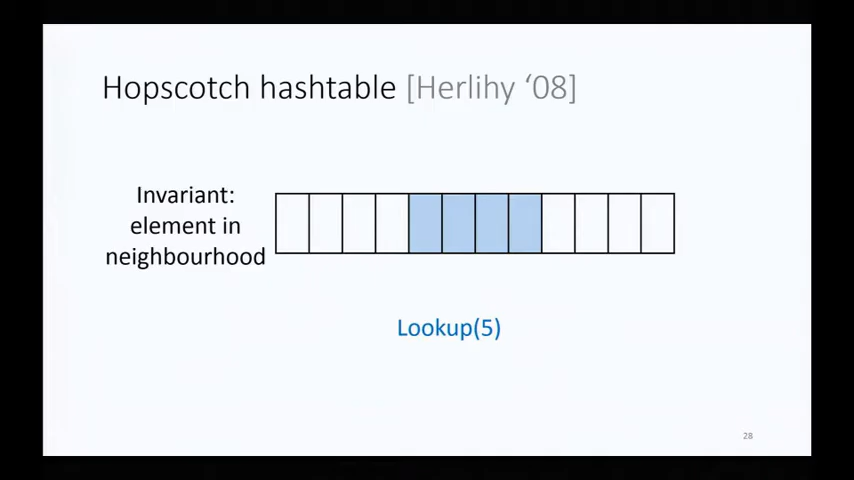 Hopscotch hashtable [Herlihy ‘08]
Invariant:
element in
neighbourhood
Lookup(5)
28